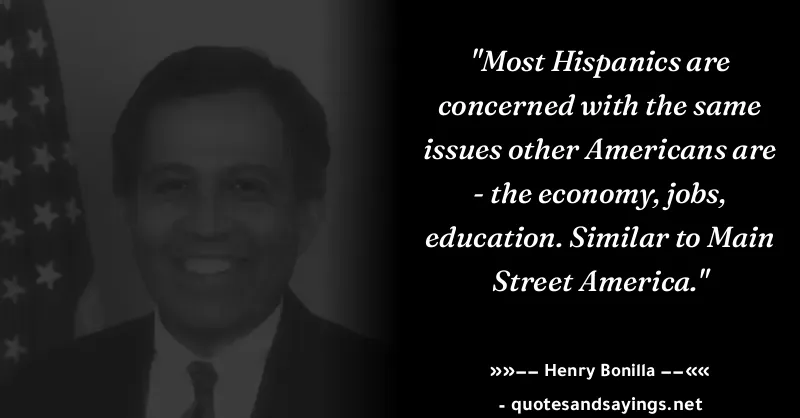 "Most Hispanics are
concerned with the same
issues other Americans are
- the economy, jobs,
education. Similar to Main
Street America."
»»−− Henry Bonilla −−««
- quotesandsayings.net